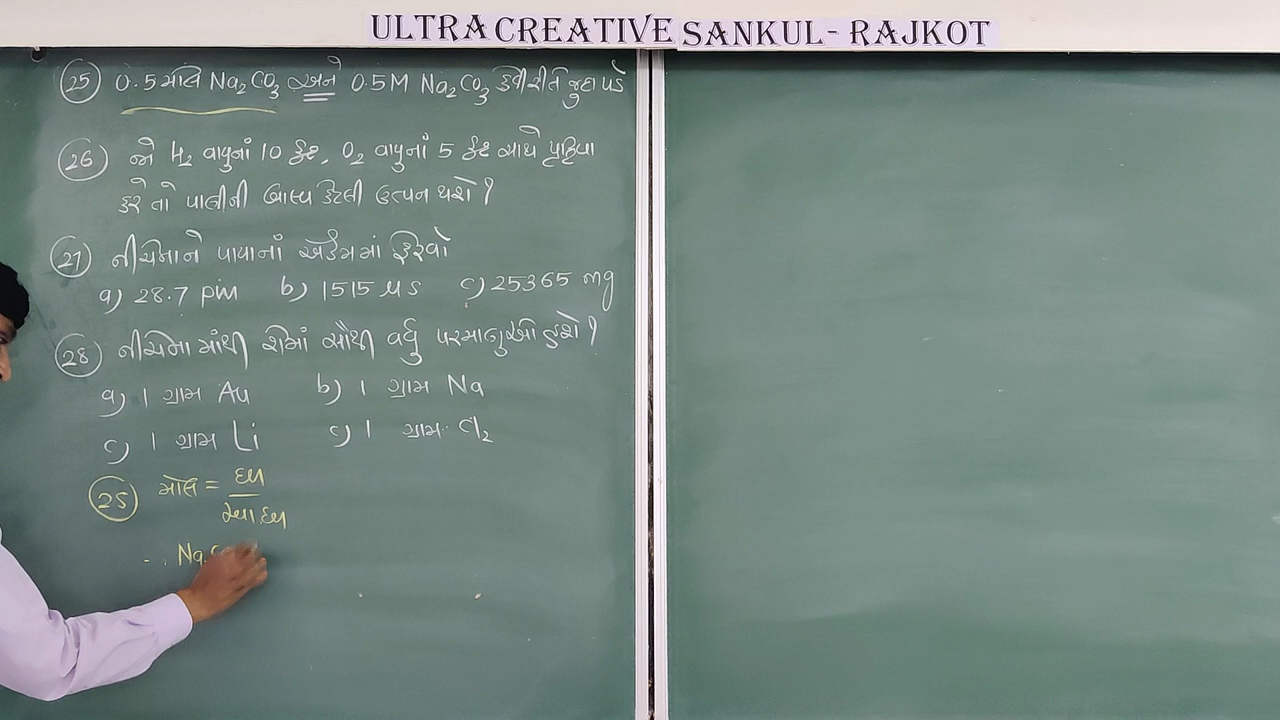 ULTRA CREATIVE SANKUL - RAJKOT
25 0.5 મોલ Na2CO3 અને 0.5M Na2CO3 કેવી રીતે જુદા પડે
26 જો H2 વાયુનાં 10 કદ, O2 વાયુનાં 5 કદ સાથે પ્રક્રિયા
કરે તો પાણીની બાષ્પ કેટલી ઉત્પન થશે?
27 નીચેનાને પાયાનાં એકમમાં ફેરવો
a) 28.7 pm b) 1515 μs c) 25365 mg
28 નીચેના માંથી શેમાં સૌથી વધુ પરમાણુઓ હશે?
a) 1 ગ્રામ Au b) 1 ગ્રામ Na
c) 1 ગ્રામ Li c) 1 ગ્રામ Cl2
25 મોલ = દળ
દળ
∴ Na